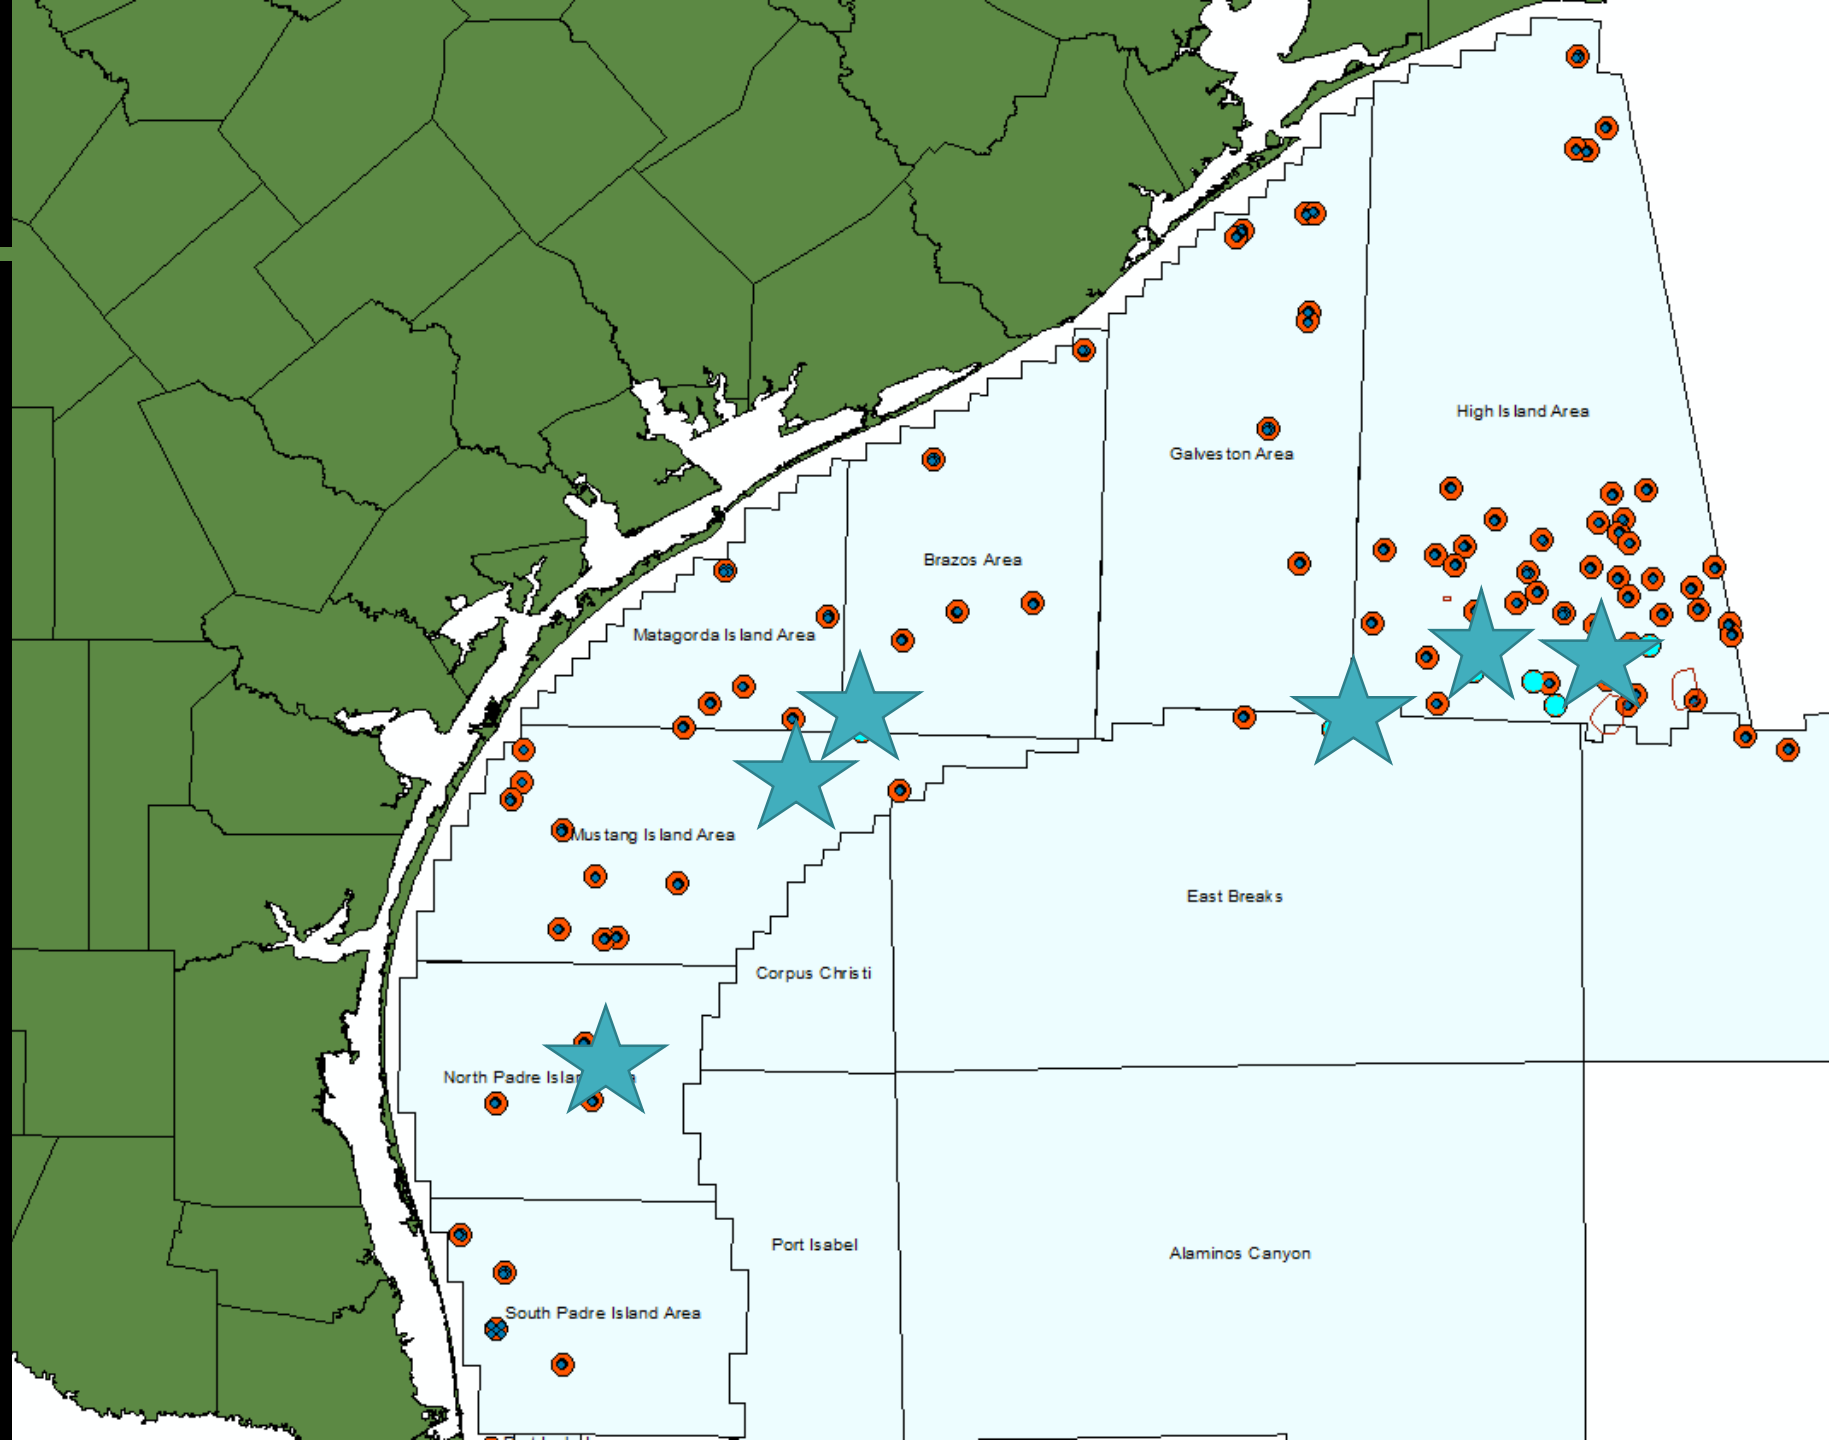 High Island Area
Galveston Area
Brazos Area
Matagorda Island Area
Mustang Island Area
East Breaks
Corpus Christi
North Padre Islan a
Port Isabel
Alaminos Canyon
South Padre Island Area